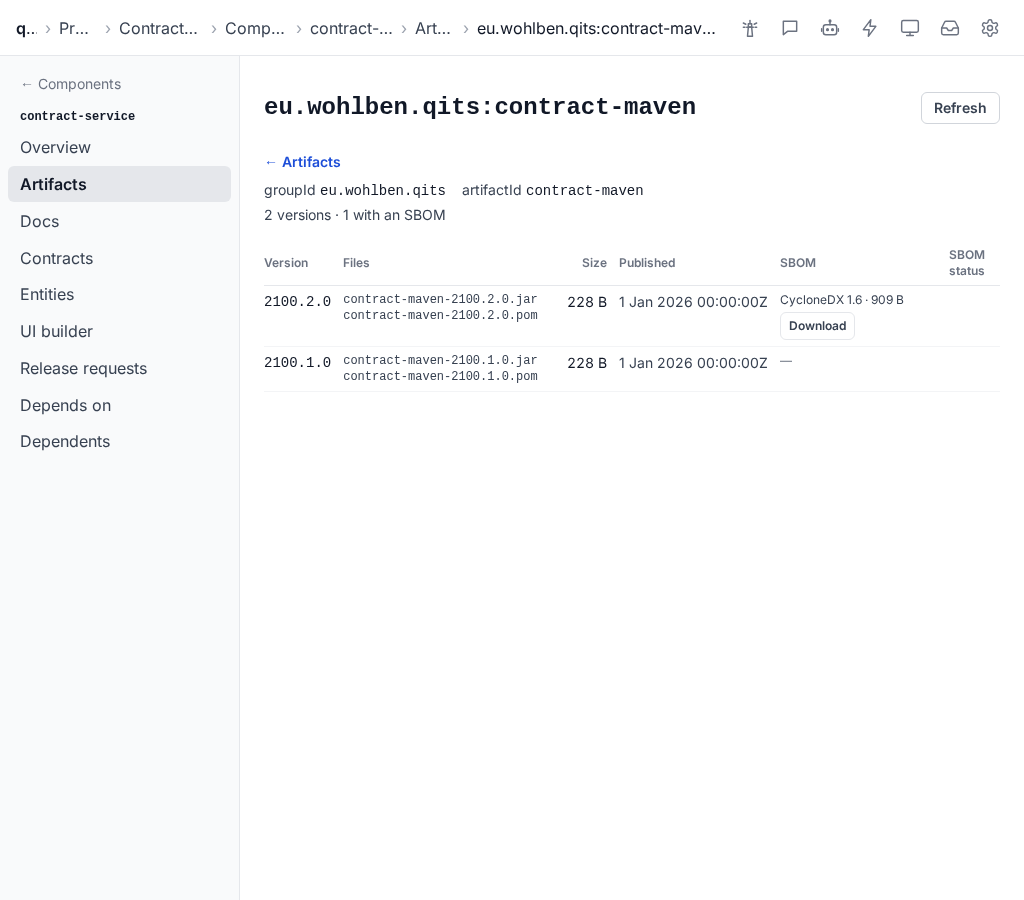 q... › Pr... › Contract... › Comp... › contract-... › Art... › eu.wohlben.qits:contract-mav...
← Components
contract-service
Overview
Artifacts
Docs
Contracts
Entities
UI builder
Release requests
Depends on
Dependents
eu.wohlben.qits:contract-maven
Refresh
← Artifacts
groupId eu.wohlben.qits artifactId contract-maven
2 versions · 1 with an SBOM
Version Files Size Published SBOM SBOM status
2100.2.0 contract-maven-2100.2.0.jar 228 B 1 Jan 2026 00:00:00Z CycloneDX 1.6 · 909 B
contract-maven-2100.2.0.pom
Download
2100.1.0 contract-maven-2100.1.0.jar 228 B 1 Jan 2026 00:00:00Z —
contract-maven-2100.1.0.pom